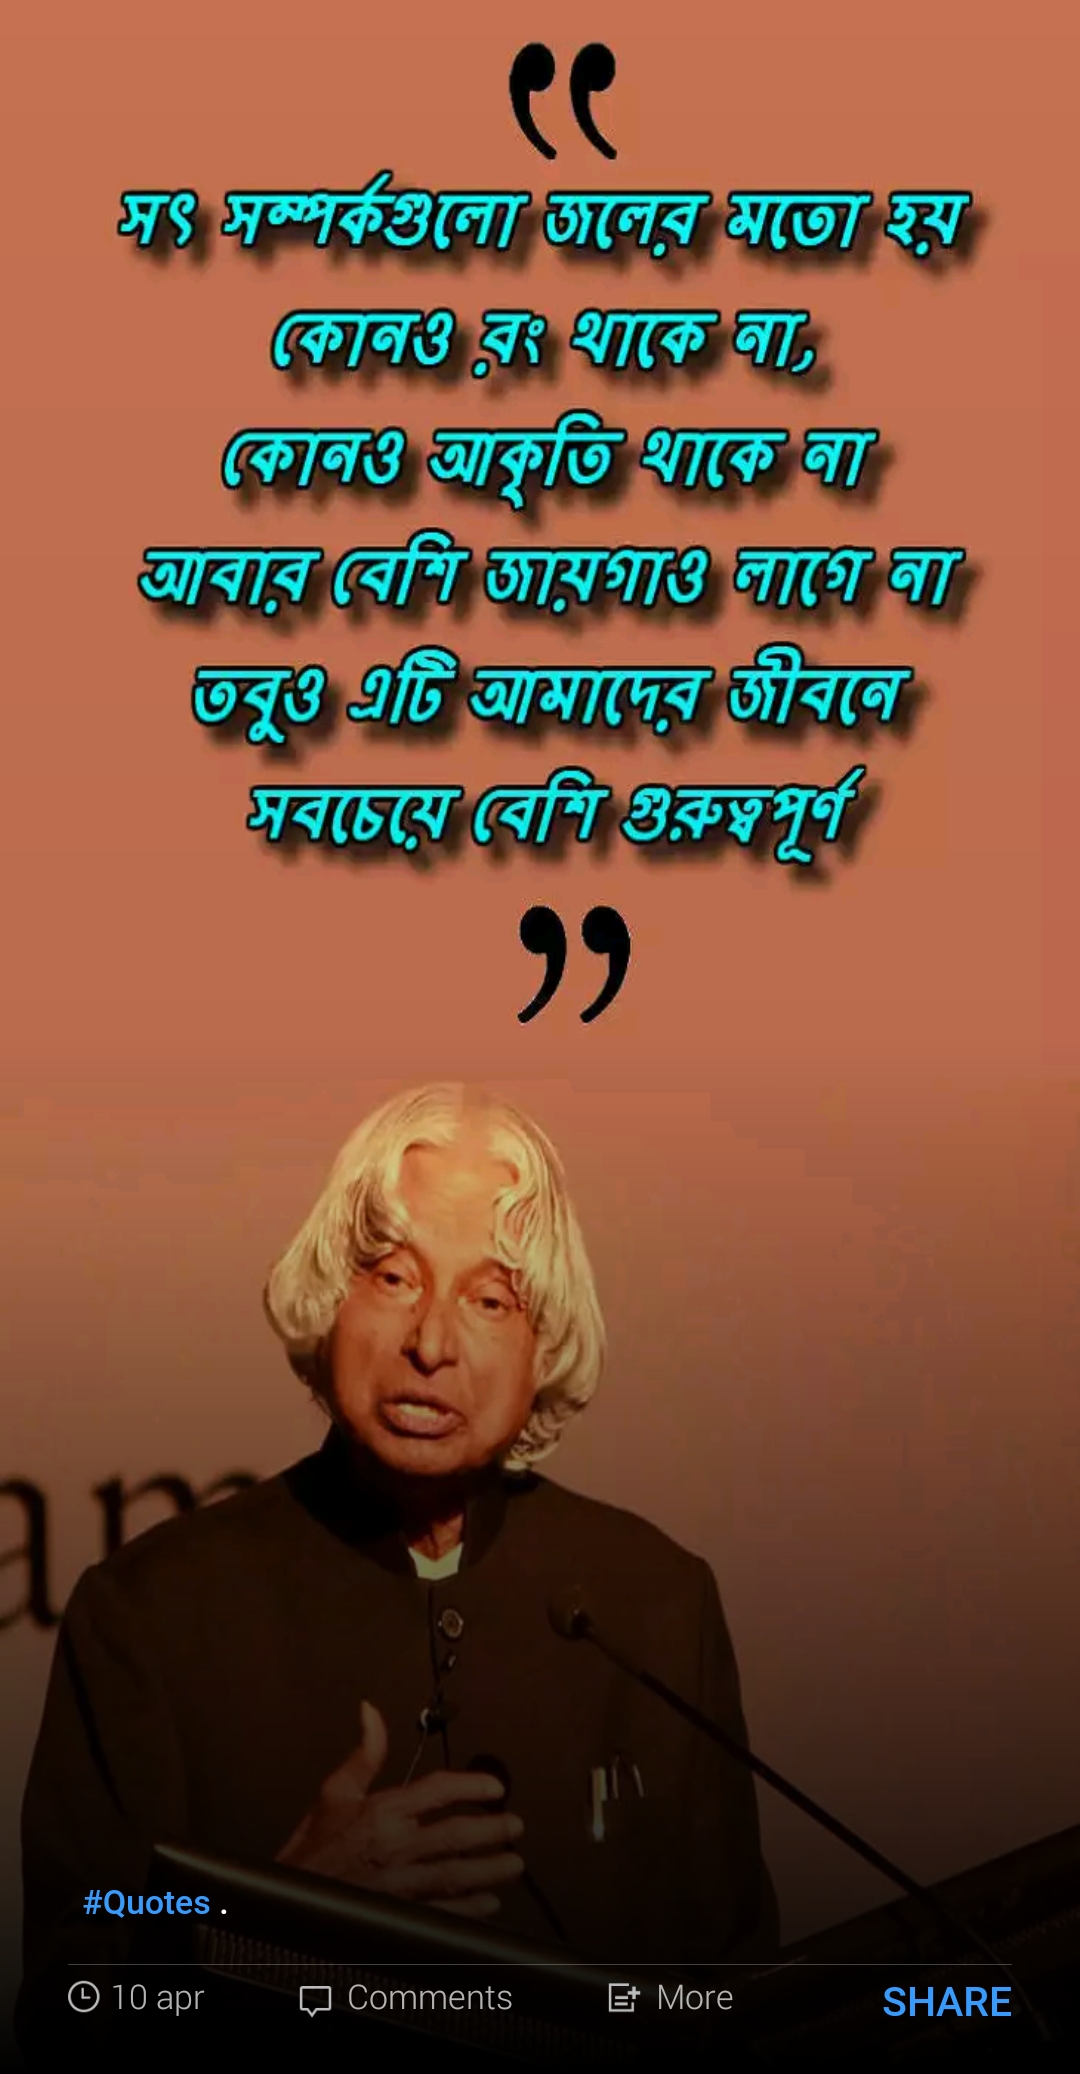 “
সৎ সম্পর্কগুলো জলের মতো হয়
কোনও রং থাকে না,
কোনও আকৃতি থাকে না
আবার বেশি জায়গাও লাগে না
তবুও এটি আমাদের জীবনে
সবচেয়ে বেশি গুরুত্বপূর্ণ
”
am
#Quotes .
10 apr Comments More SHARE